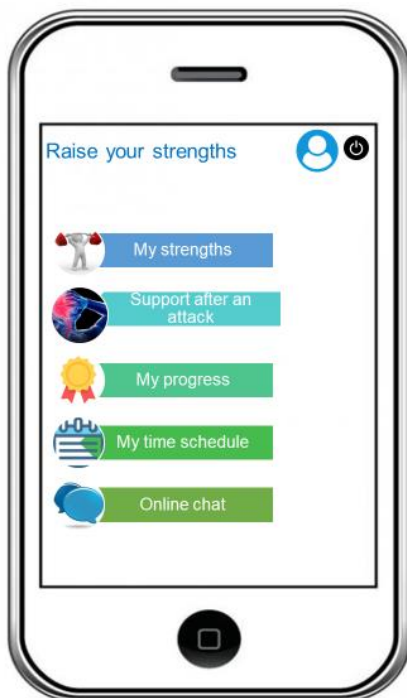 Raise your strengths
My strengths
Support after an
attack
My progress
My time schedule
Online chat